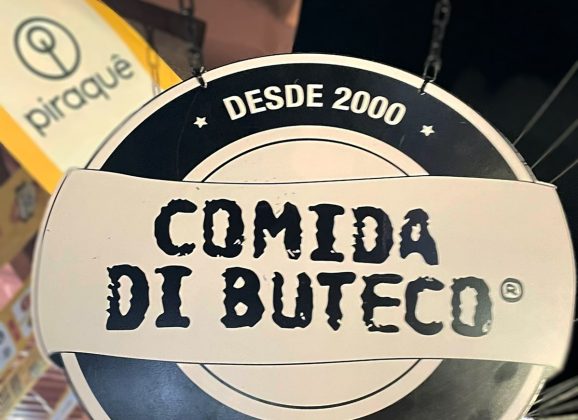 piraquê
DESDE 2000
COMIDA
DI BUTECO®